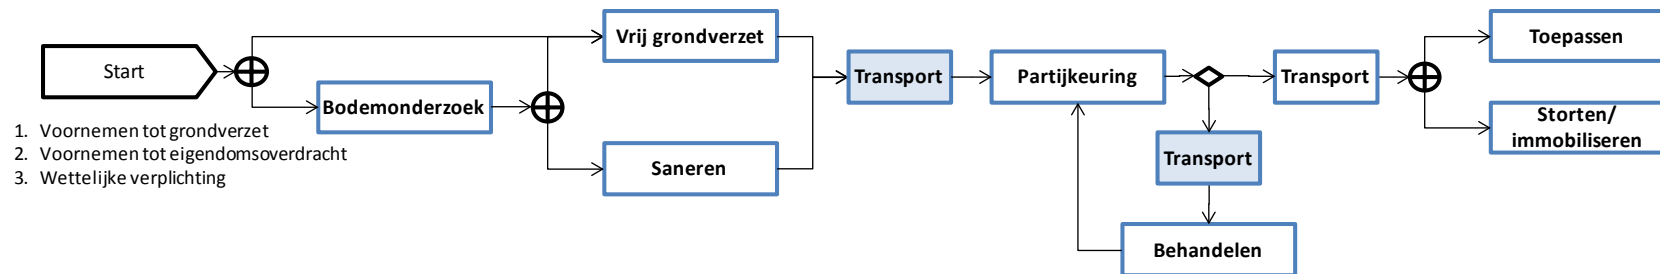 Start
1. Voornemen tot grondverzet
2. Voornemen tot eigendomsoverdracht
3. Wettelijke verplichting
Bodemonderzoek
Vrij grondverzet
Saneren
Transport
Partijkeuring
Transport
Behandelen
Transport
Toepassen
Storten/
immobiliseren